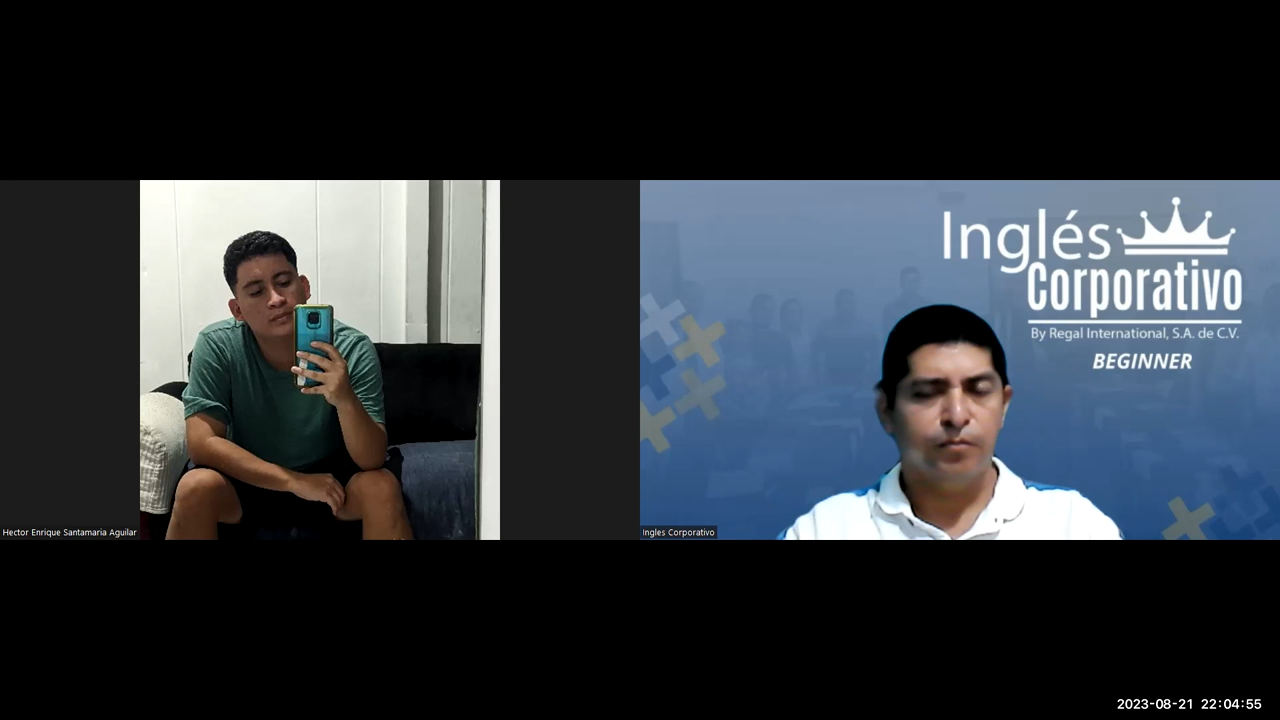 Inglés
Corporativo
By Regal International, S.A. de C.V.
BEGINNER
Hector Enrique Santamaria Aguilar
Ingles Corporativo
2023-08-21 22:04:55